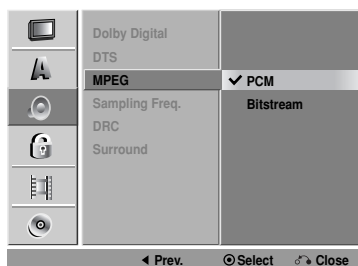 Dolby Digital
DTS
MPEG
PCM
Sampling Freq.
Bitstream
DRC
Surround
Prev.
Select
Close